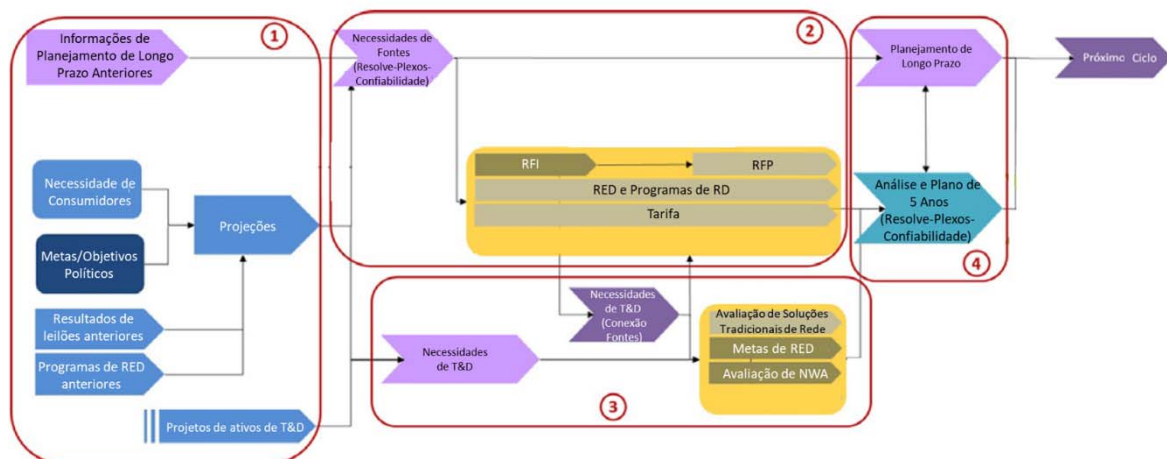 1
Informações de
Planejamento de Longo
Prazo Anteriores
Necessidade de
Consumidores
Metas/Objetivos
Políticos
Projeções
Resultados de
leilões anteriores
Programas de RED
anteriores
Projetos de ativos de T&D
2
Necessidades de
Fontes
(Resolve-Plexos-
Confiabilidade)
RFI
RFP
RED e Programas de RD
Tarifa
3
Necessidades
de T&D
(Conexão
Fontes)
Necessidades
de T&D
Avaliação de Soluções
Tradicionais de Rede
Metas de RED
Avaliação de NWA
Planejamento de
Longo Prazo
Análise e Plano de
5 Anos
(Resolve-Plexos-
Confiabilidade)
4
Próximo Ciclo